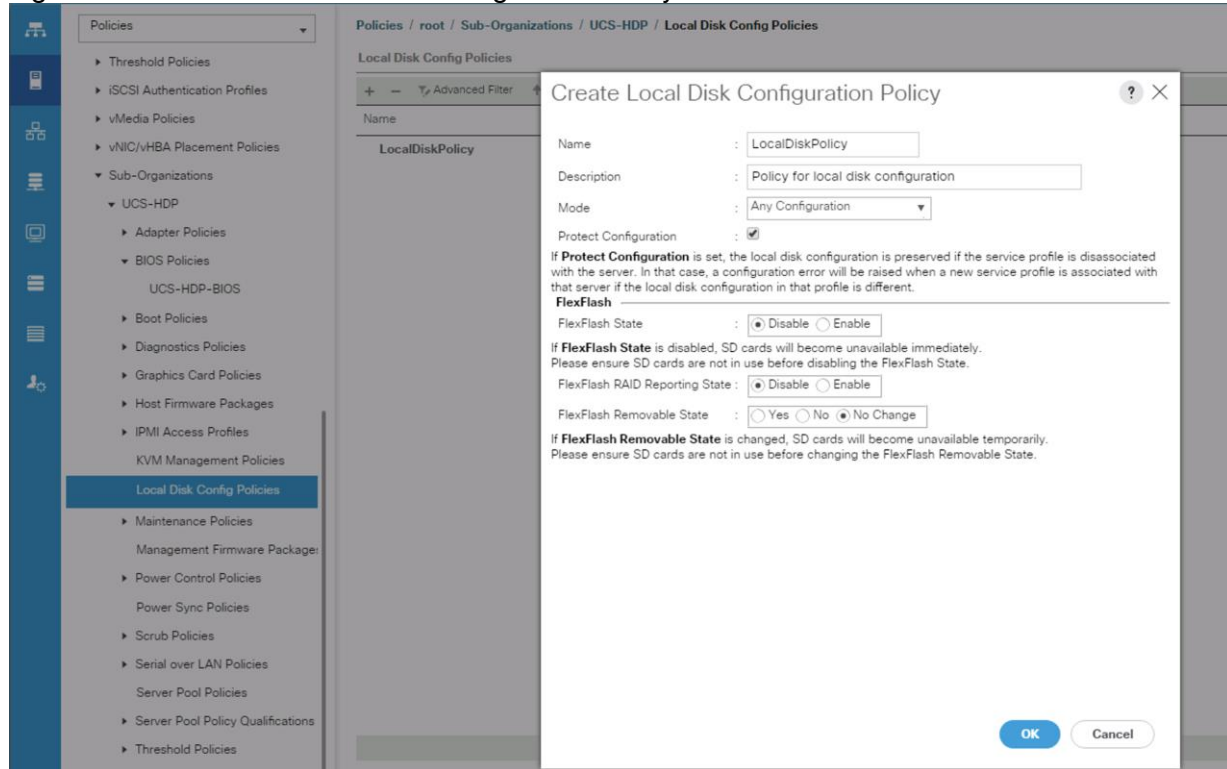 Policies
Threshold Policies
iSCSI Authentication Profiles
vMedia Policies
vNIC/vHBA Placement Policies
Sub-Organizations
UCS-HDP
Adapter Policies
BIOS Policies
UCS-HDP-BIOS
Boot Policies
Diagnostics Policies
Graphics Card Policies
Host Firmware Packages
IPMI Access Profiles
KVM Management Policies
Local Disk Config Policies
Maintenance Policies
Management Firmware Package
Power Control Policies
Power Sync Policies
Scrub Policies
Serial over LAN Policies
Server Pool Policies
Server Pool Policy Qualifications
Threshold Policies
Policies / root / Sub-Organizations / UCS-HDP / Local Disk Config Policies
Local Disk Config Policies
+ − Advanced Filter
Name
LocalDiskPolicy
Create Local Disk Configuration Policy ? ×
Name : LocalDiskPolicy
Description : Policy for local disk configuration
Mode : Any Configuration
Protect Configuration :
If Protect Configuration is set, the local disk configuration is preserved if the service profile is disassociated
with the server. In that case, a configuration error will be raised when a new service profile is associated with
that server if the local disk configuration in that profile is different.
FlexFlash
FlexFlash State : Disable Enable
If FlexFlash State is disabled, SD cards will become unavailable immediately.
Please ensure SD cards are not in use before disabling the FlexFlash State.
FlexFlash RAID Reporting State : Disable Enable
FlexFlash Removable State : Yes No No Change
If FlexFlash Removable State is changed, SD cards will become unavailable temporarily.
Please ensure SD cards are not in use before changing the FlexFlash Removable State.
OK Cancel